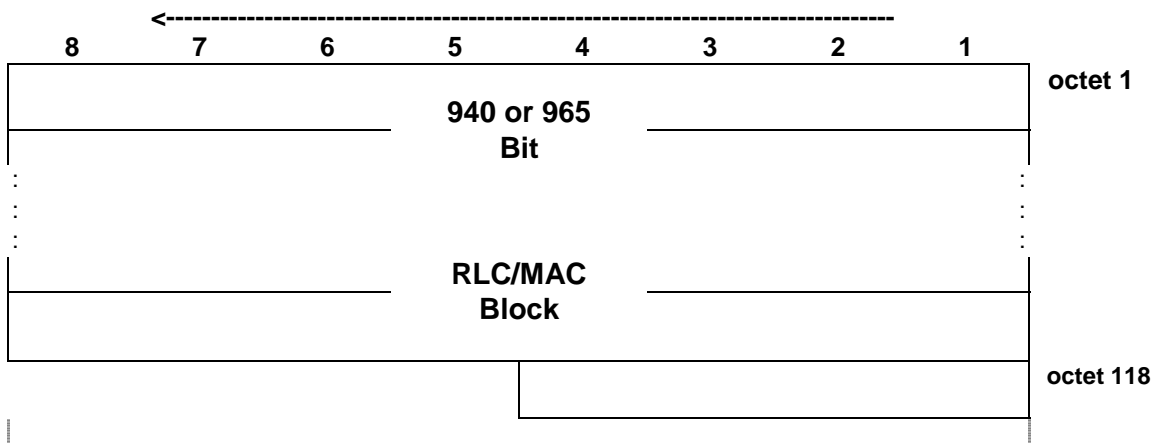 <--------------------------------------------------------------------------------
8 7 6 5 4 3 2 1
octet 1
940 or 965
Bit
: :
: :
: :
RLC/MAC
Block
octet 118